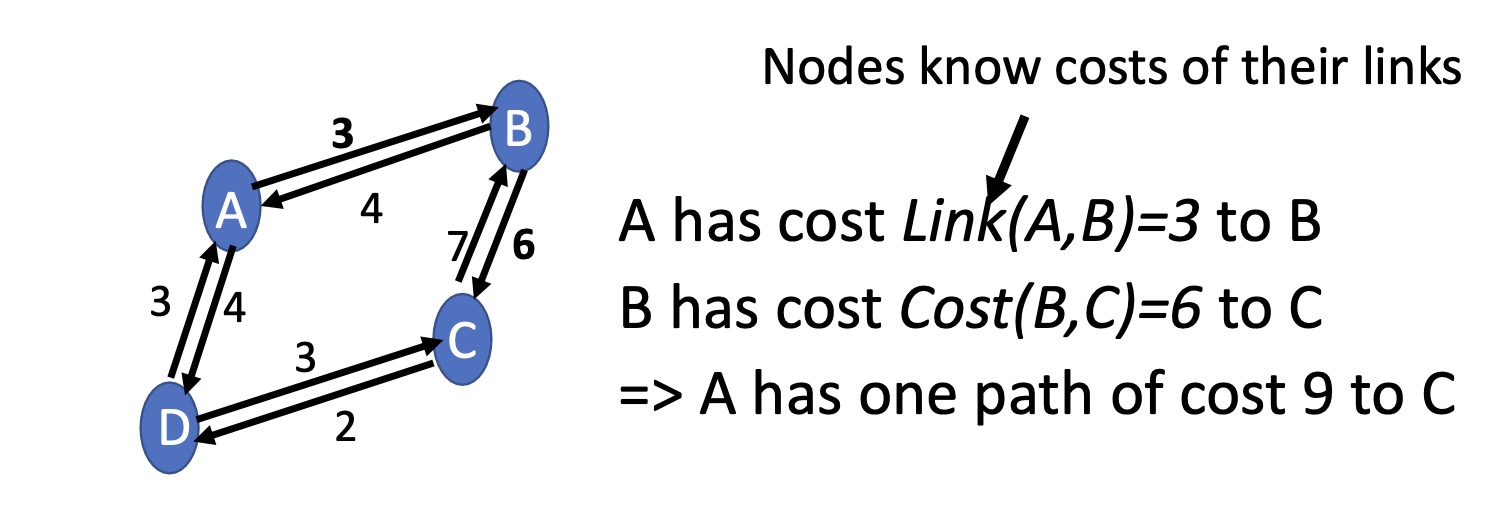 Nodes know costs of their links
3
B
A
4
7
6
A has cost Link(A,B)=3 to B
3
4
B has cost Cost(B,C)=6 to C
3
C
=> A has one path of cost 9 to C
D
2